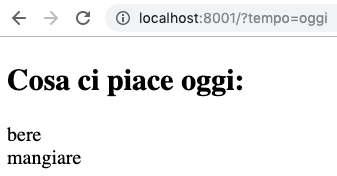 localhost:8001/?tempo=oggi
Cosa ci piace oggi:
bere
mangiare